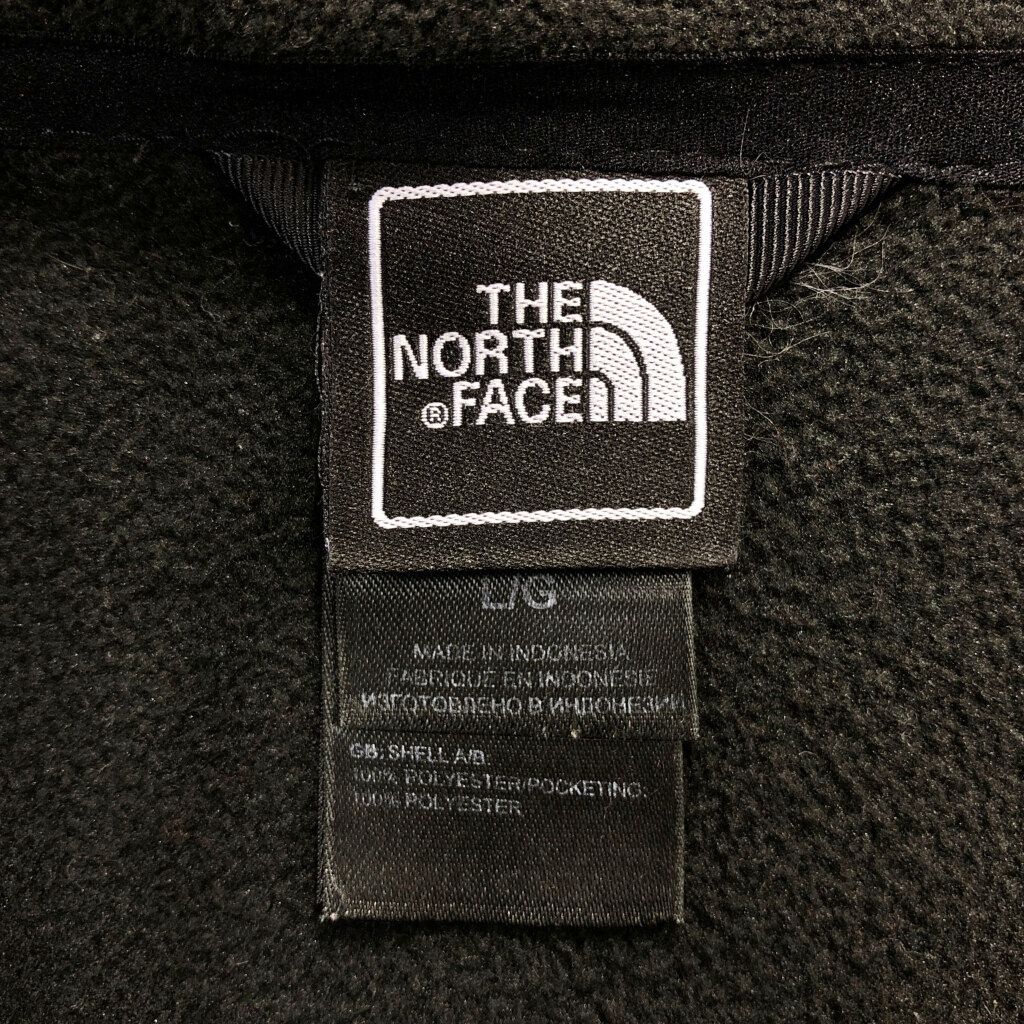 THE
NORTH
®FACE
L/G
MADE IN INDONESIA
FABRIQUE EN INDONESIE
ИЗГОТОВЛЕНО В ИНДОНЕЗИИ
GB: SHELL A/B
100% POLYESTER/POCKETING:
100% POLYESTER